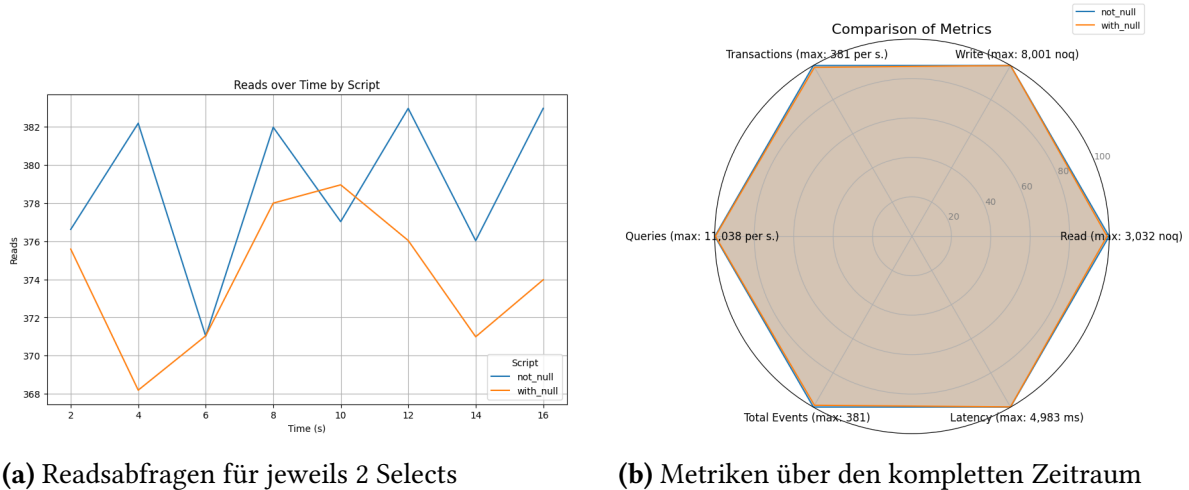 Reads over Time by Script
382
380
378
376
374
372
370
368
Reads
2 4 6 8 10 12 14 16
Time (s)
Script
not_null
with_null
(a) Readsabfragen für jeweils 2 Selects
not_null
with_null
Comparison of Metrics
Transactions (max: 381 per s.)
Write (max: 8,001 noq)
100
80
60
40
20
Queries (max: 11,038 per s.)
Read (max: 3,032 noq)
Total Events (max: 381)
Latency (max: 4,983 ms)
(b) Metriken über den kompletten Zeitraum